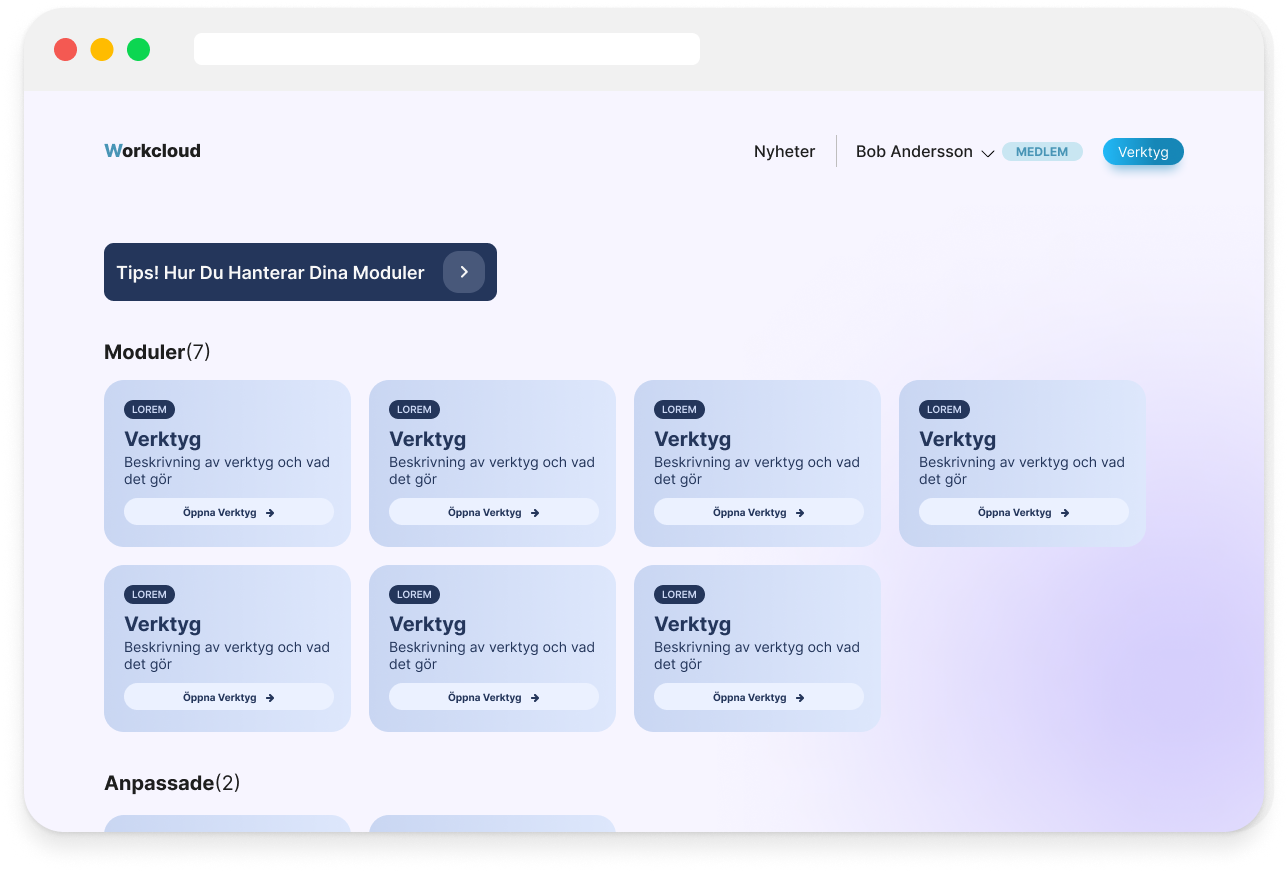 Workcloud
Nyheter
Bob Andersson
MEDLEM
Verktyg
Tips! Hur Du Hanterar Dina Moduler
Moduler(7)
LOREM
Verktyg
Beskrivning av verktyg och vad
det gör
Öppna Verktyg
LOREM
Verktyg
Beskrivning av verktyg och vad
det gör
Öppna Verktyg
LOREM
Verktyg
Beskrivning av verktyg och vad
det gör
Öppna Verktyg
LOREM
Verktyg
Beskrivning av verktyg och vad
det gör
Öppna Verktyg
LOREM
Verktyg
Beskrivning av verktyg och vad
det gör
Öppna Verktyg
LOREM
Verktyg
Beskrivning av verktyg och vad
det gör
Öppna Verktyg
LOREM
Verktyg
Beskrivning av verktyg och vad
det gör
Öppna Verktyg
Anpassade(2)